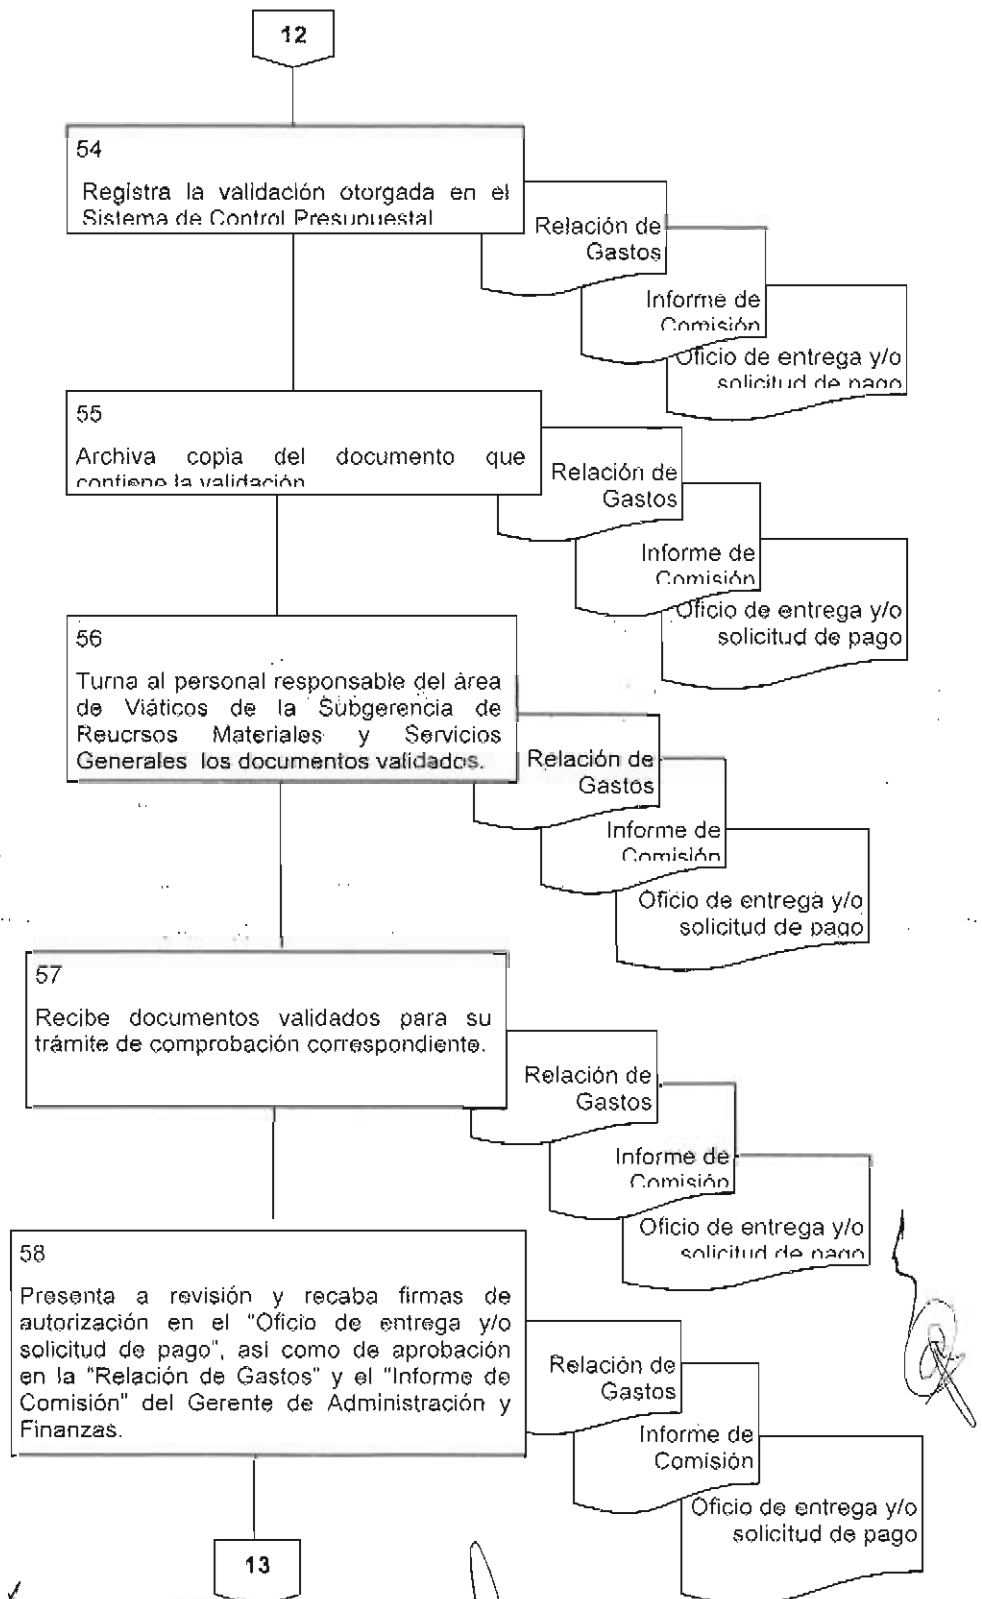 12
54
Registra la validación otorgada en el
Sistema de Control Presupuestal
Relación de
Gastos
Informe de
Comisión
Oficio de entrega y/o
solicitud de pago
55
Archiva copia del documento que
contiene la validación
Relación de
Gastos
Informe de
Comisión
Oficio de entrega y/o
solicitud de pago
56
Turna al personal responsable del área
de Viáticos de la Subgerencia de
Reucrsos Materiales y Servicios
Generales los documentos validados.
Relación de
Gastos
Informe de
Comisión
Oficio de entrega y/o
solicitud de pago
57
Recibe documentos validados para su
trámite de comprobación correspondiente.
Relación de
Gastos
Informe de
Comisión
Oficio de entrega y/o
solicitud de pago
58
Presenta a revisión y recaba firmas de
autorización en el "Oficio de entrega y/o
solicitud de pago", así como de aprobación
en la "Relación de Gastos" y el "Informe de
Comisión" del Gerente de Administración y
Finanzas.
Relación de
Gastos
Informe de
Comisión
Oficio de entrega y/o
solicitud de pago
13